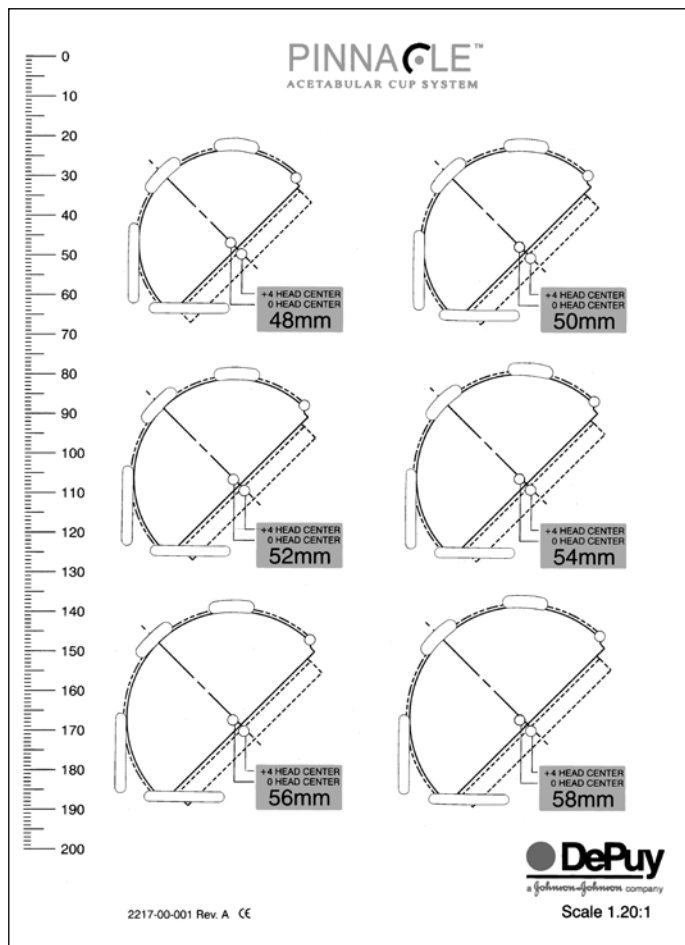 PINNACLE™
ACETABULAR CUP SYSTEM
0
10
20
30
40
50
60
70
80
90
100
110
120
130
140
150
160
170
180
190
200
+4 HEAD CENTER
0 HEAD CENTER
48mm
+4 HEAD CENTER
0 HEAD CENTER
50mm
+4 HEAD CENTER
0 HEAD CENTER
52mm
+4 HEAD CENTER
0 HEAD CENTER
54mm
+4 HEAD CENTER
0 HEAD CENTER
56mm
+4 HEAD CENTER
0 HEAD CENTER
58mm
DePuy
a Johnson & Johnson company
2217-00-001 Rev. A CE
Scale 1.20:1